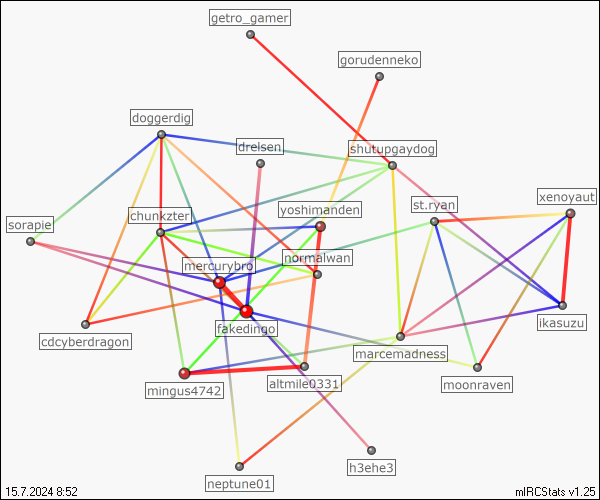 getro_gamer
gorudenneko
doggerdig
drelsen
shutupgaydog
xenoyaut
yoshimanden
st.ryan
chunkzter
sorapie
normalwan
mercurybro
ikasuzu
fakedingo
cdcyberdragon
marcemadness
altmile0331
moonraven
mingus4742
h3ehe3
neptune01
15.7.2024 8:52
mIRCStats v1.25